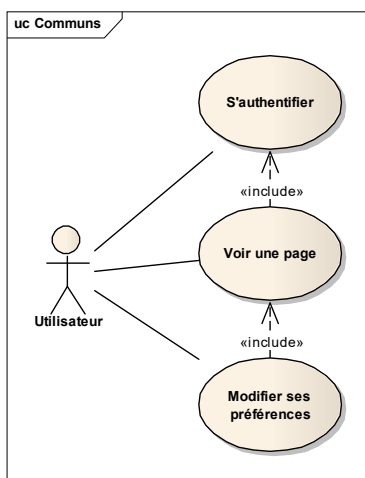 uc Communs
S'authentifier
«include»
Voir une page
Utilisateur
«include»
Modifier ses
préférences